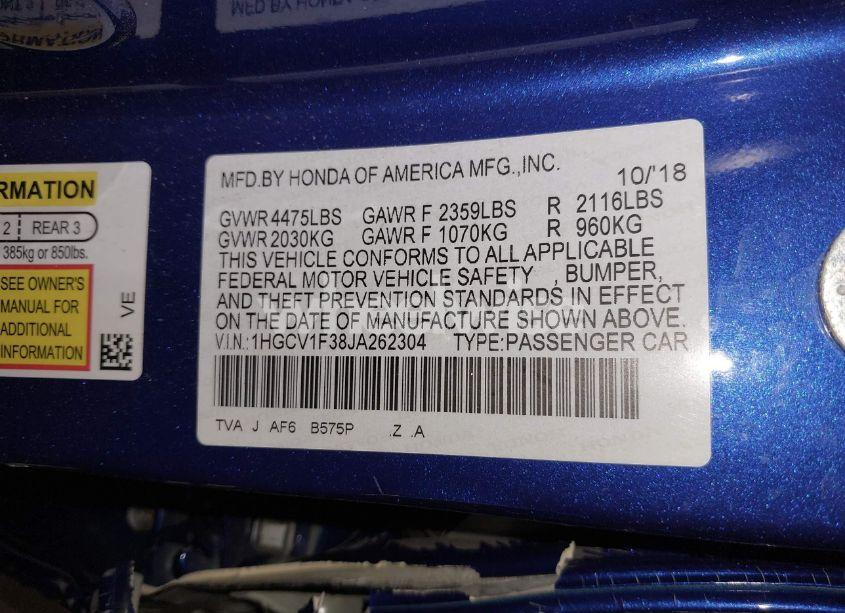 MFD.BY HONDA OF AMERICA MFG.,INC. 10/'18
GVWR 4475LBS GAWR F 2359LBS R 2116LBS
GVWR 2030KG GAWR F 1070KG R 960KG
THIS VEHICLE CONFORMS TO ALL APPLICABLE
FEDERAL MOTOR VEHICLE SAFETY , BUMPER,
AND THEFT PREVENTION STANDARDS IN EFFECT
ON THE DATE OF MANUFACTURE SHOWN ABOVE.
V.I.N.:1HGCV1F38JA262304 TYPE:PASSENGER CAR
TVA J AF6 B575P .Z .A
RMATION
2 REAR 3
385kg or 850lbs.
SEE OWNER'S
MANUAL FOR
ADDITIONAL
INFORMATION
VE